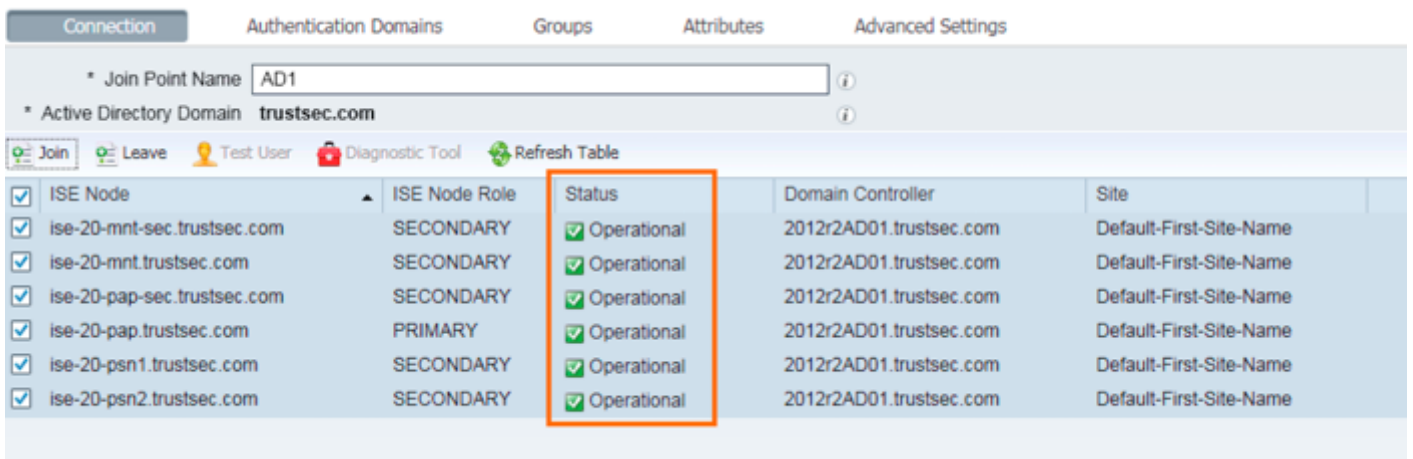 Connection Authentication Domains Groups Attributes Advanced Settings
* Join Point Name AD1
* Active Directory Domain trustsec.com
Join Leave Test User Diagnostic Tool Refresh Table
ISE Node ISE Node Role Status Domain Controller Site
ise-20-mnt-sec.trustsec.com SECONDARY Operational 2012r2AD01.trustsec.com Default-First-Site-Name
ise-20-mnt.trustsec.com SECONDARY Operational 2012r2AD01.trustsec.com Default-First-Site-Name
ise-20-pap-sec.trustsec.com SECONDARY Operational 2012r2AD01.trustsec.com Default-First-Site-Name
ise-20-pap.trustsec.com PRIMARY Operational 2012r2AD01.trustsec.com Default-First-Site-Name
ise-20-psn1.trustsec.com SECONDARY Operational 2012r2AD01.trustsec.com Default-First-Site-Name
ise-20-psn2.trustsec.com SECONDARY Operational 2012r2AD01.trustsec.com Default-First-Site-Name